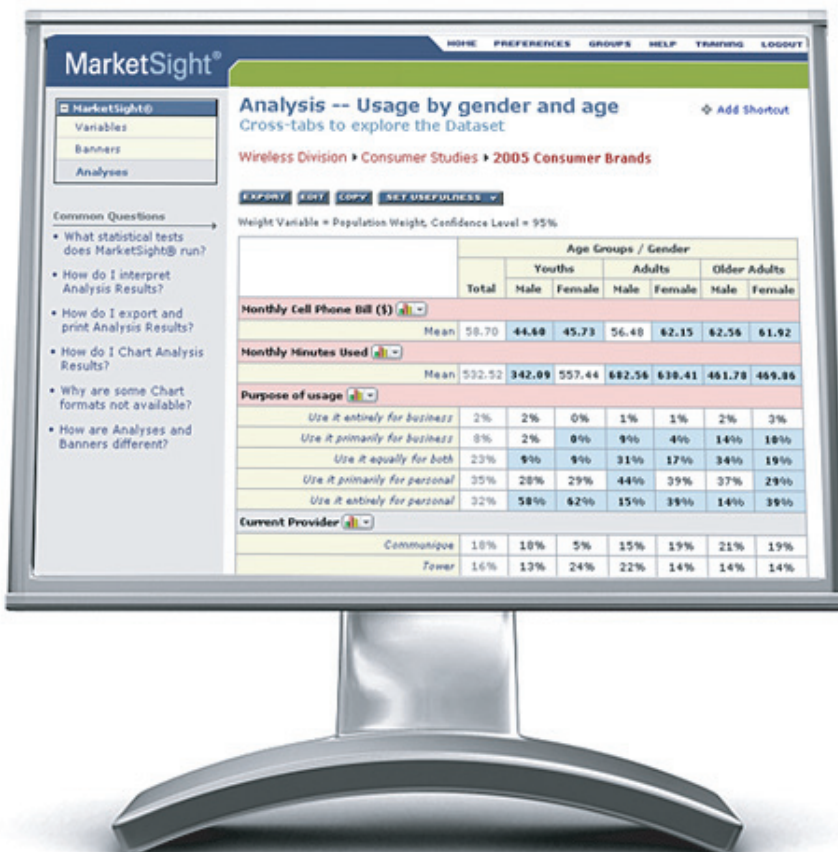 HOME PREFERENCES GROUPS HELP TRAINING LOGOUT
MarketSight®
MarketSight®
Variables
Banners
Analyses
Common Questions
• What statistical tests
does MarketSight® run?
• How do I interpret
Analysis Results?
• How do I export and
print Analysis Results?
• How do I Chart Analysis
Results?
• Why are some Chart
formats not available?
• How are Analyses and
Banners different?
Analysis -- Usage by gender and age
Add Shortcut
Cross-tabs to explore the Dataset
Wireless Division ▸ Consumer Studies ▸ 2005 Consumer Brands
EXPORT EDIT COPY SET USEFULNESS
Weight Variable = Population Weight, Confidence Level = 95%
Age Groups / Gender
Youths Adults Older Adults
Total Male Female Male Female Male Female
Monthly Cell Phone Bill ($)
Mean 58.70 44.60 45.73 56.48 62.15 62.56 61.92
Monthly Minutes Used
Mean 532.52 342.09 557.44 682.56 630.41 461.78 469.86
Purpose of usage
Use it entirely for business 2% 2% 0% 1% 1% 2% 3%
Use it primarily for business 8% 2% 0% 9% 4% 14% 10%
Use it equally for both 23% 9% 9% 31% 17% 34% 19%
Use it primarily for personal 35% 28% 29% 44% 39% 37% 29%
Use it entirely for personal 32% 58% 62% 15% 39% 14% 39%
Current Provider
Communique 18% 18% 5% 15% 19% 21% 19%
Tower 16% 13% 24% 22% 14% 14% 14%